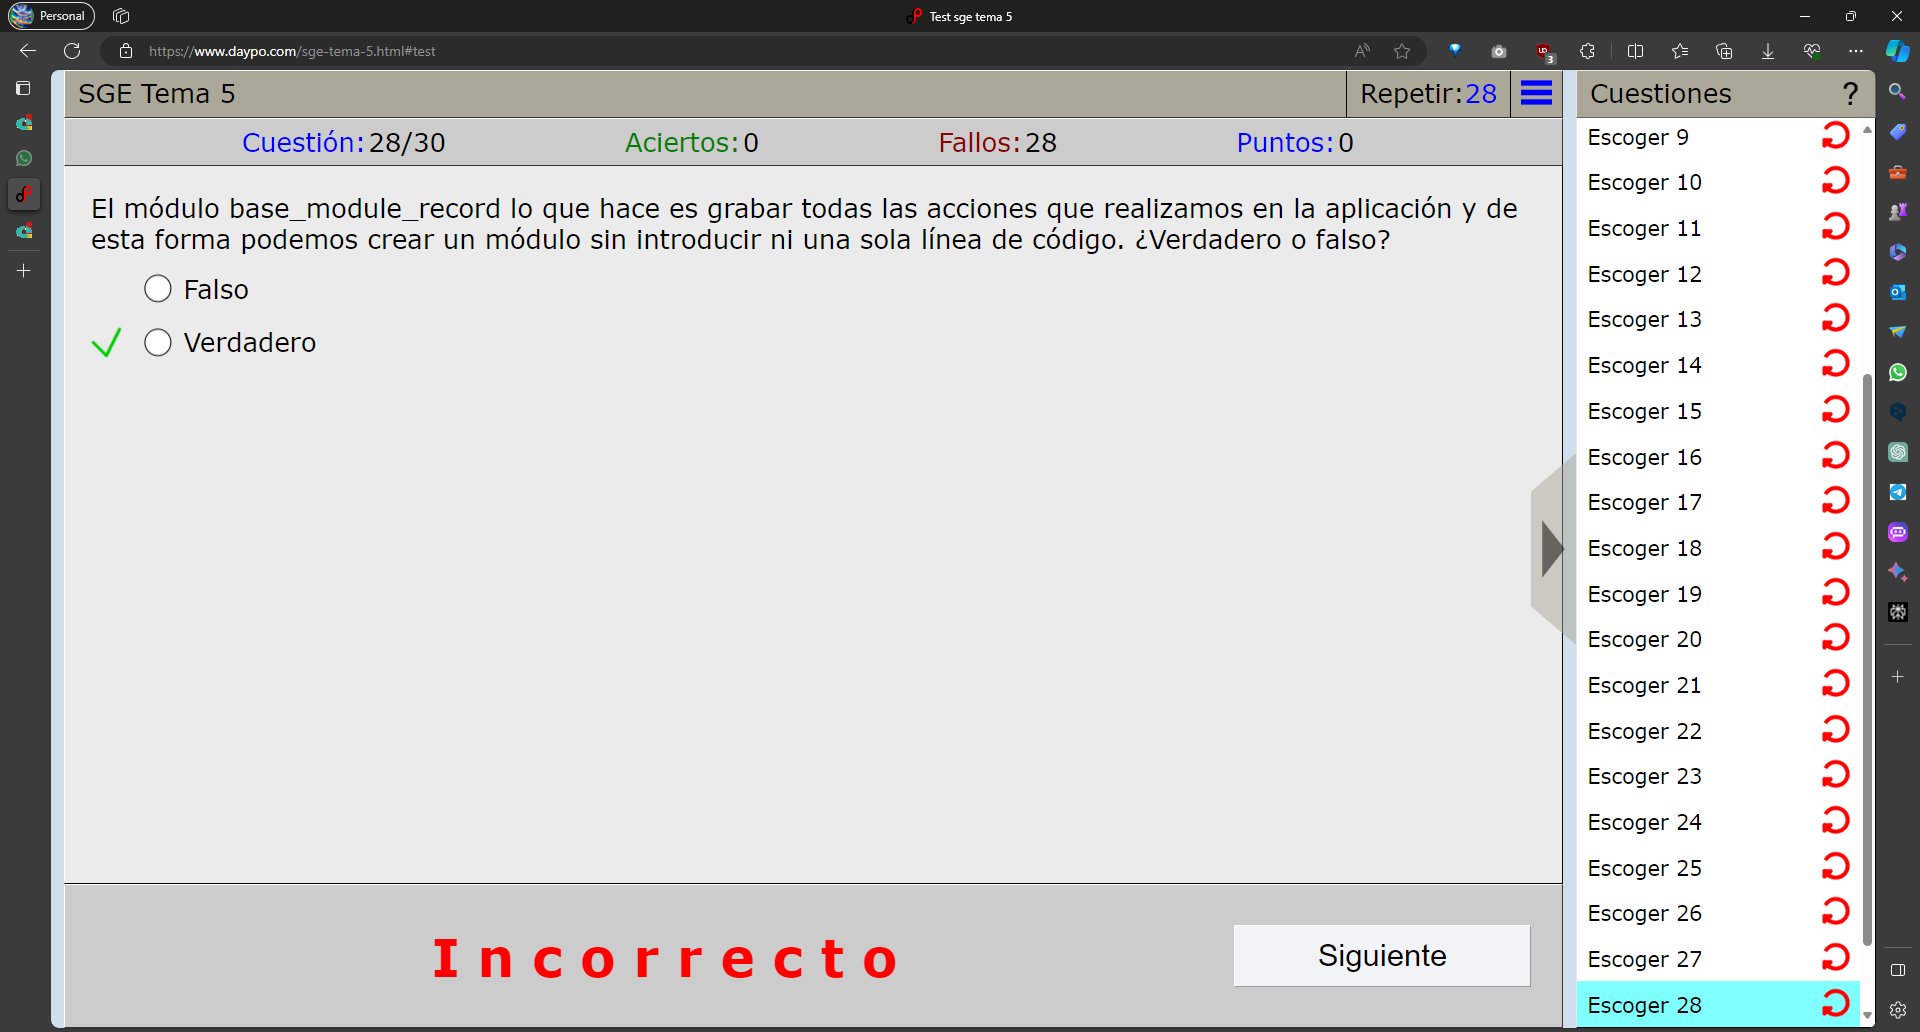 Personal
Test sge tema 5
https://www.daypo.com/sge-tema-5.html#test
3
SGE Tema 5
Repetir:28
Cuestión:28/30
Aciertos:0
Fallos:28
Puntos:0
El módulo base_module_record lo que hace es grabar todas las acciones que realizamos en la aplicación y de
esta forma podemos crear un módulo sin introducir ni una sola línea de código. ¿Verdadero o falso?
Falso
Verdadero
Incorrecto
Siguiente
Cuestiones
?
Escoger 9
Escoger 10
Escoger 11
Escoger 12
Escoger 13
Escoger 14
Escoger 15
Escoger 16
Escoger 17
Escoger 18
Escoger 19
Escoger 20
Escoger 21
Escoger 22
Escoger 23
Escoger 24
Escoger 25
Escoger 26
Escoger 27
Escoger 28